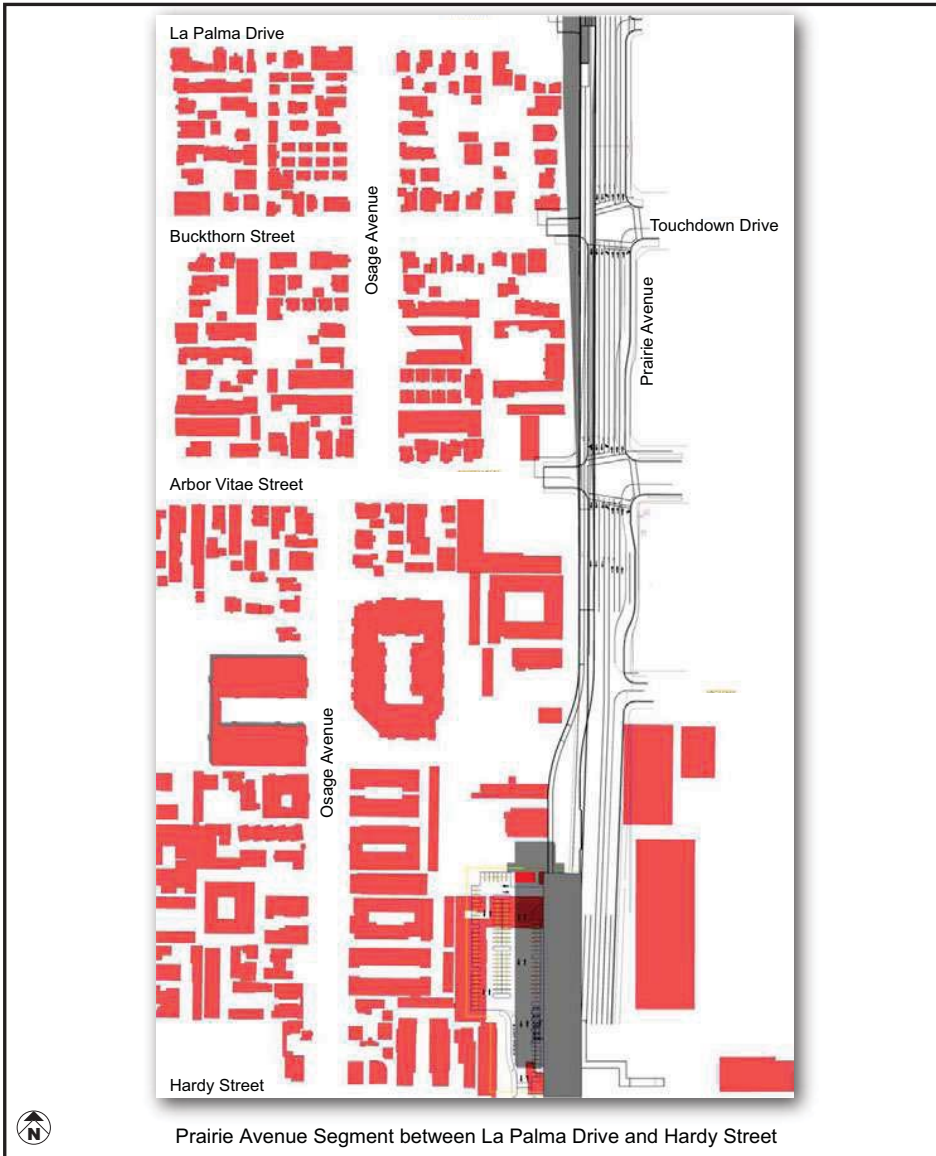 La Palma Drive
Osage Avenue
Touchdown Drive
Buckthorn Street
Prairie Avenue
Arbor Vitae Street
Osage Avenue
Hardy Street
N
Prairie Avenue Segment between La Palma Drive and Hardy Street